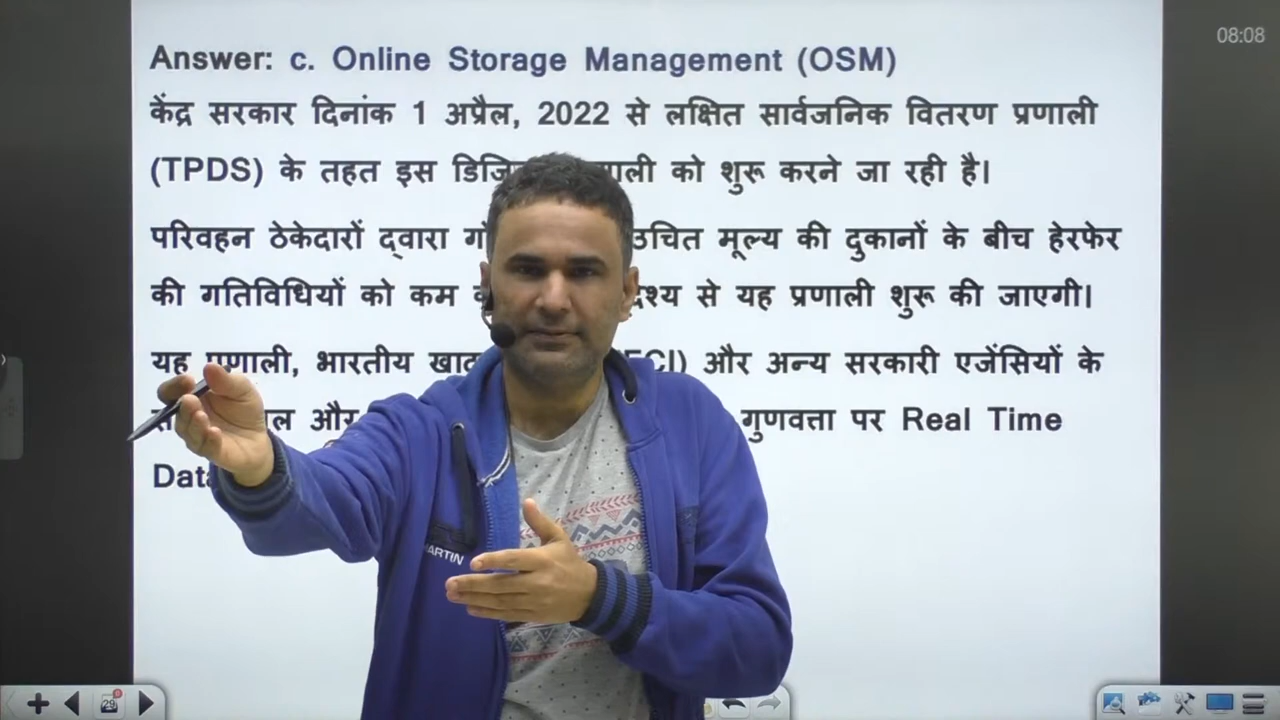 08:08
Answer: c. Online Storage Management (OSM)
केंद्र सरकार दिनांक 1 अप्रैल, 2022 से लक्षित सार्वजनिक वितरण प्रणाली
(TPDS) के तहत इस को शुरू करने जा रही है।
परिवहन ठेकेदारों द्वारा उचित मूल्य की दुकानों के बीच हेरफेर
की गतिविधियों को कम से यह प्रणाली शुरू की जाएगी।
यह प्रणाली, भारतीय और अन्य सरकारी एजेंसियों के
और गुणवत्ता पर Real Time
ARTIN
29